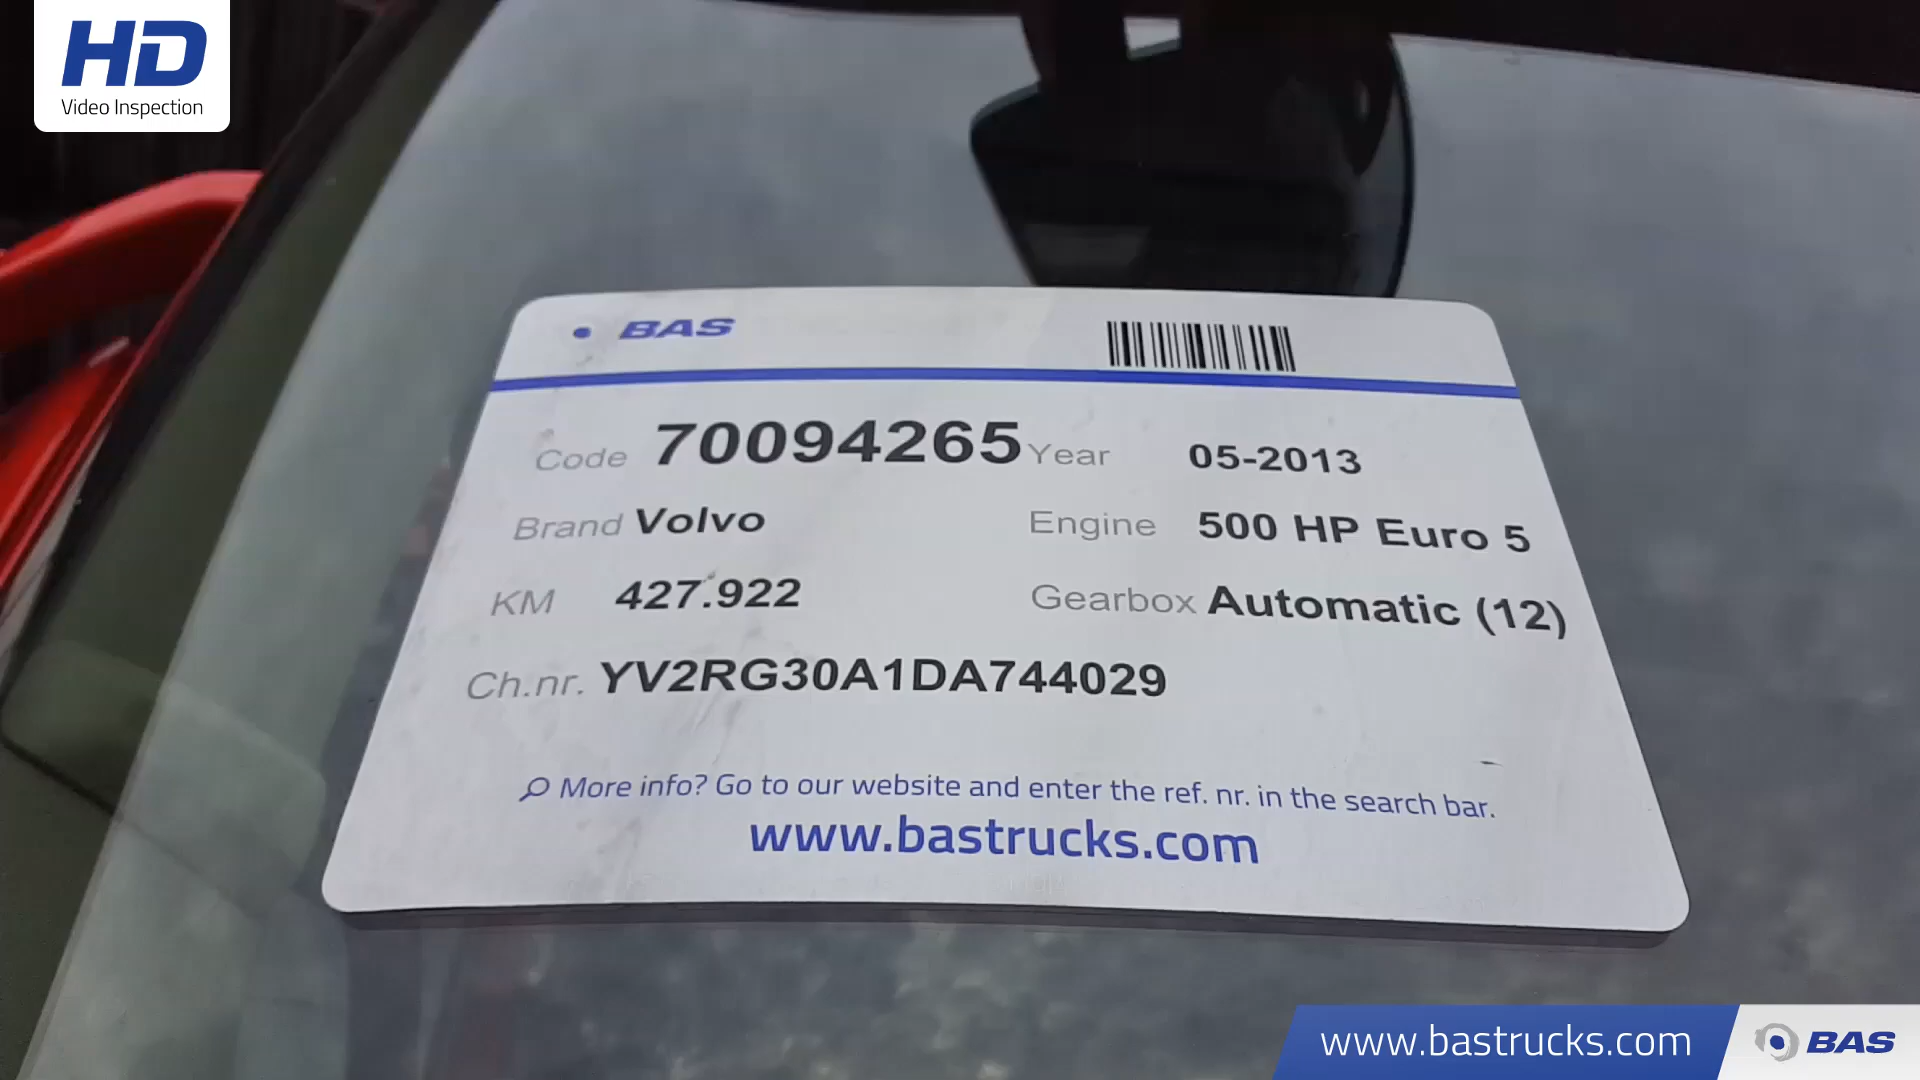 HD
Video Inspection
BAS
Code 70094265 Year 05-2013
Brand Volvo Engine 500 HP Euro 5
KM 427.922 Gearbox Automatic (12)
Ch.nr. YV2RG30A1DA744029
More info? Go to our website and enter the ref. nr. in the search bar.
www.bastrucks.com
www.bastrucks.com BAS